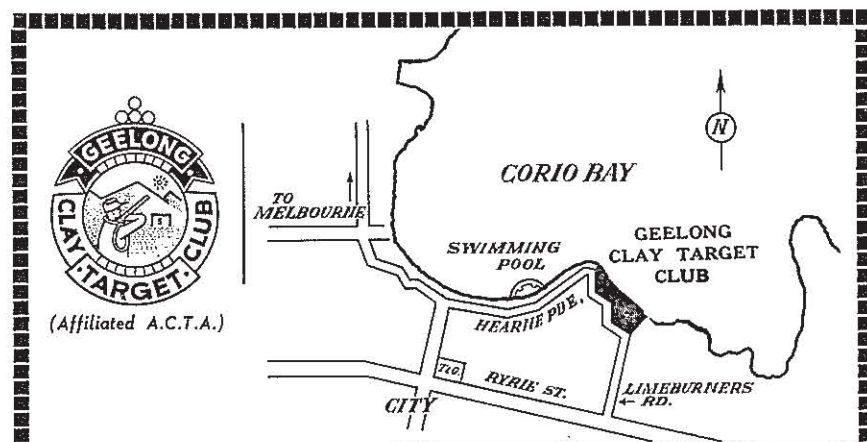 GEELONG
CLAY TARGET CLUB
(Affiliated A.C.T.A.)
TO
MELBOURNE
N
CORIO BAY
SWIMMING
POOL
GEELONG
CLAY TARGET
CLUB
HEARNE PDE.
RYRIE ST.
CITY
LIMEBURNERS
RD.